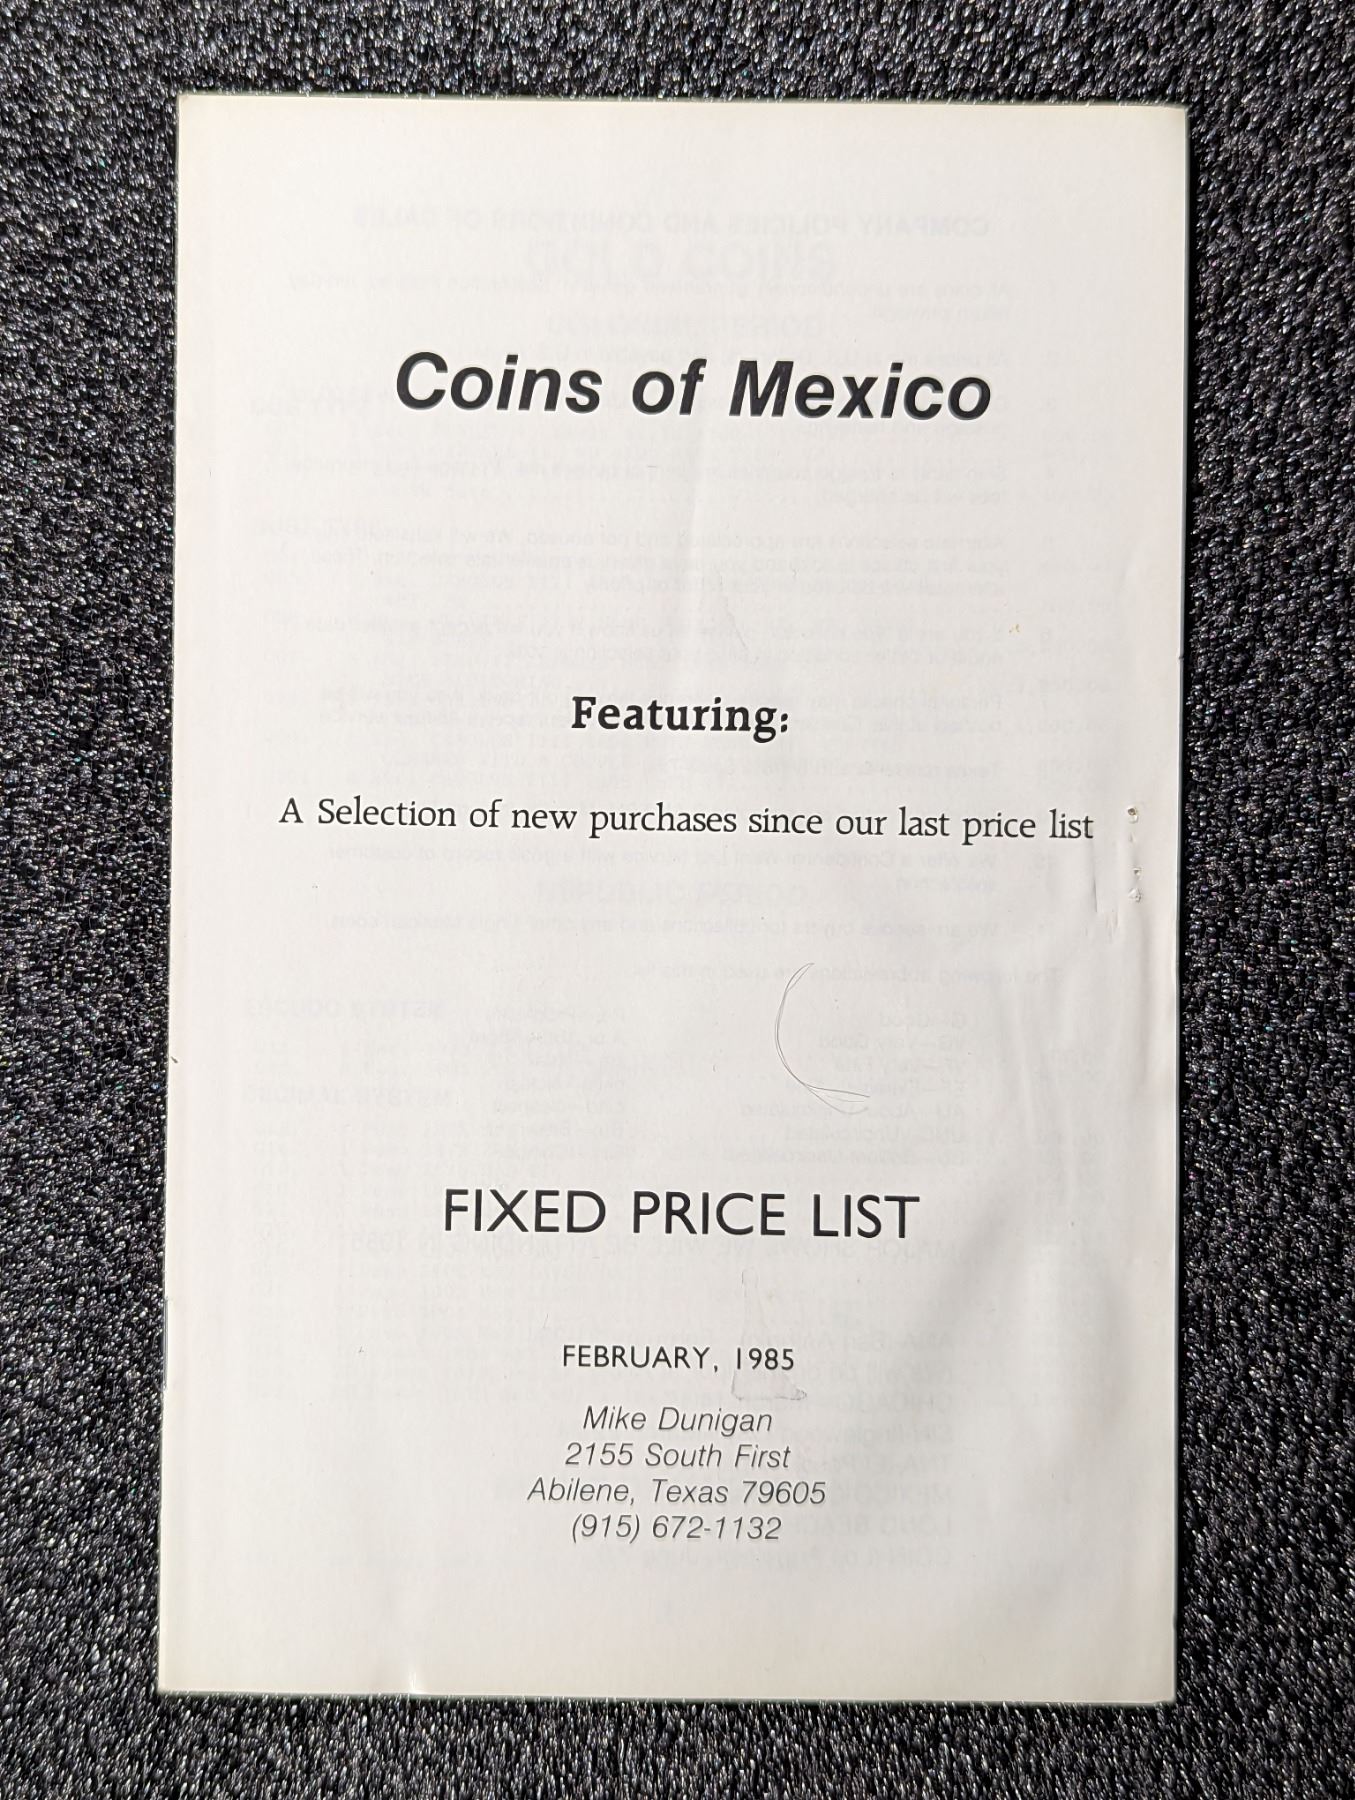 Coins of Mexico
Featuring:
A Selection of new purchases since our last price list
FIXED PRICE LIST
FEBRUARY, 1985
Mike Dunigan
2155 South First
Abilene, Texas 79605
(915) 672-1132